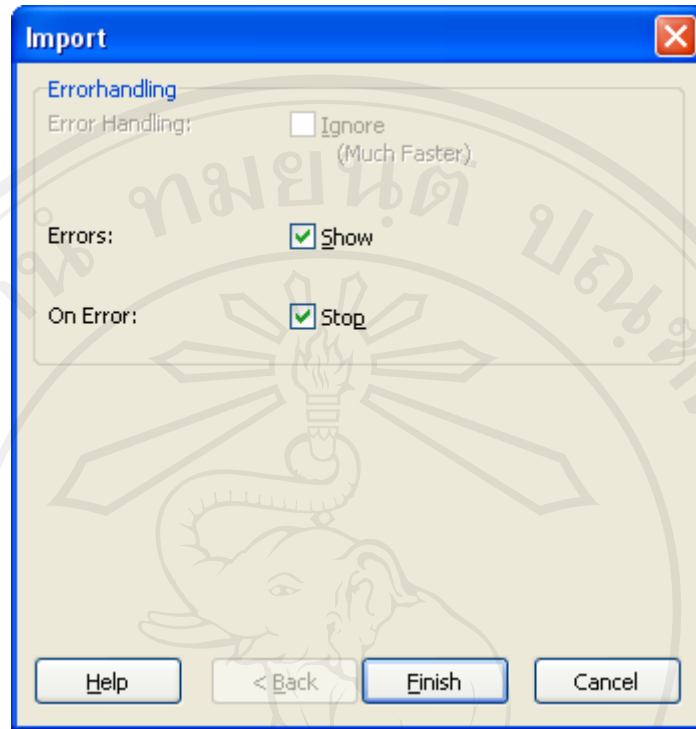 Import
Errorhandling
Error Handling: Ignore
(Much Faster)
Errors: Show
On Error: Stop
Help < Back Finish Cancel